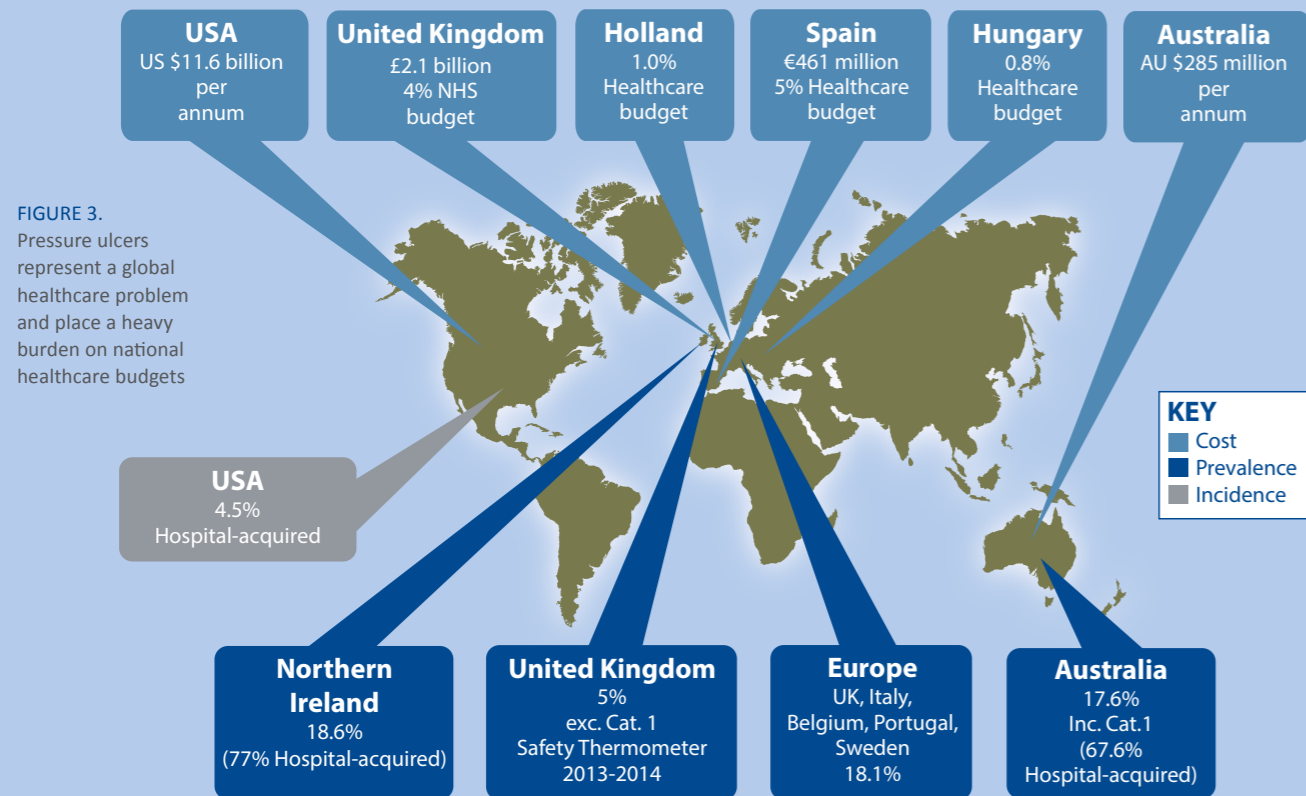 USA
US $11.6 billion
per
annum
United Kingdom
£2.1 billion
4% NHS
budget
Holland
1.0%
Healthcare
budget
Spain
€461 million
5% Healthcare
budget
Hungary
0.8%
Healthcare
budget
Australia
AU $285 million
per
annum
FIGURE 3.
Pressure ulcers
represent a global
healthcare problem
and place a heavy
burden on national
healthcare budgets
KEY
Cost
Prevalence
Incidence
USA
4.5%
Hospital-acquired
Northern
Ireland
18.6%
(77% Hospital-acquired)
United Kingdom
5%
exc. Cat. 1
Safety Thermometer
2013-2014
Europe
UK, Italy,
Belgium, Portugal,
Sweden
18.1%
Australia
17.6%
Inc. Cat.1
(67.6%
Hospital-acquired)